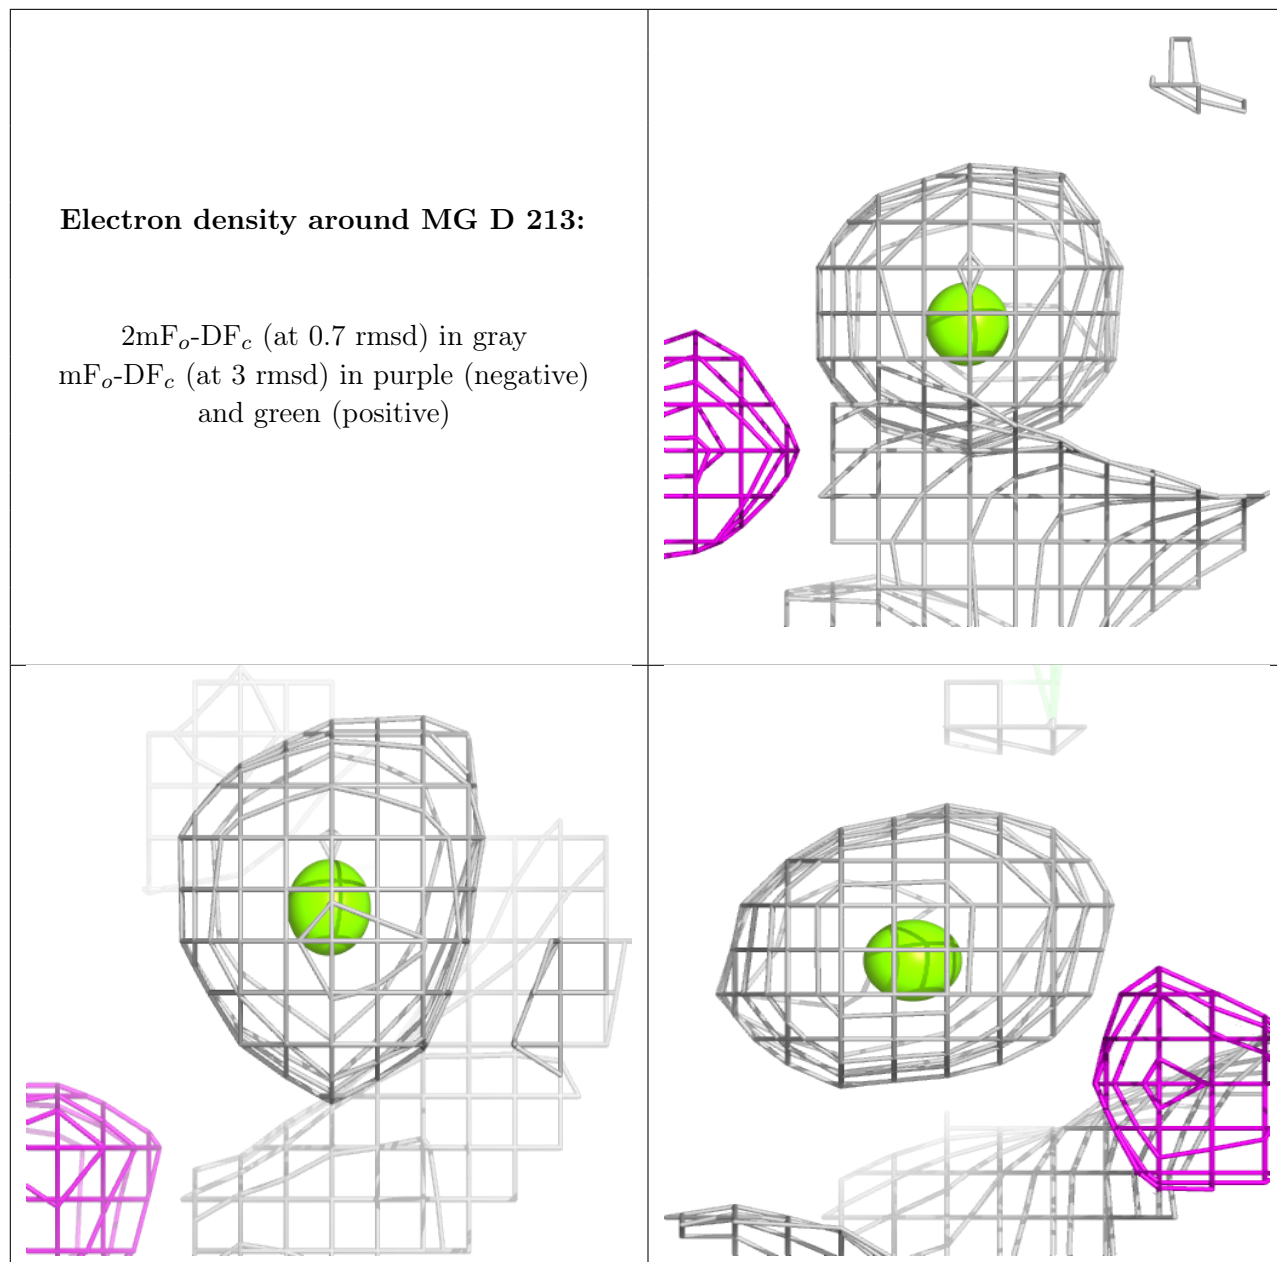 Electron density around MG D 213:
2mFₒ-DF𝒸 (at 0.7 rmsd) in gray
mFₒ-DF𝒸 (at 3 rmsd) in purple (negative)
and green (positive)